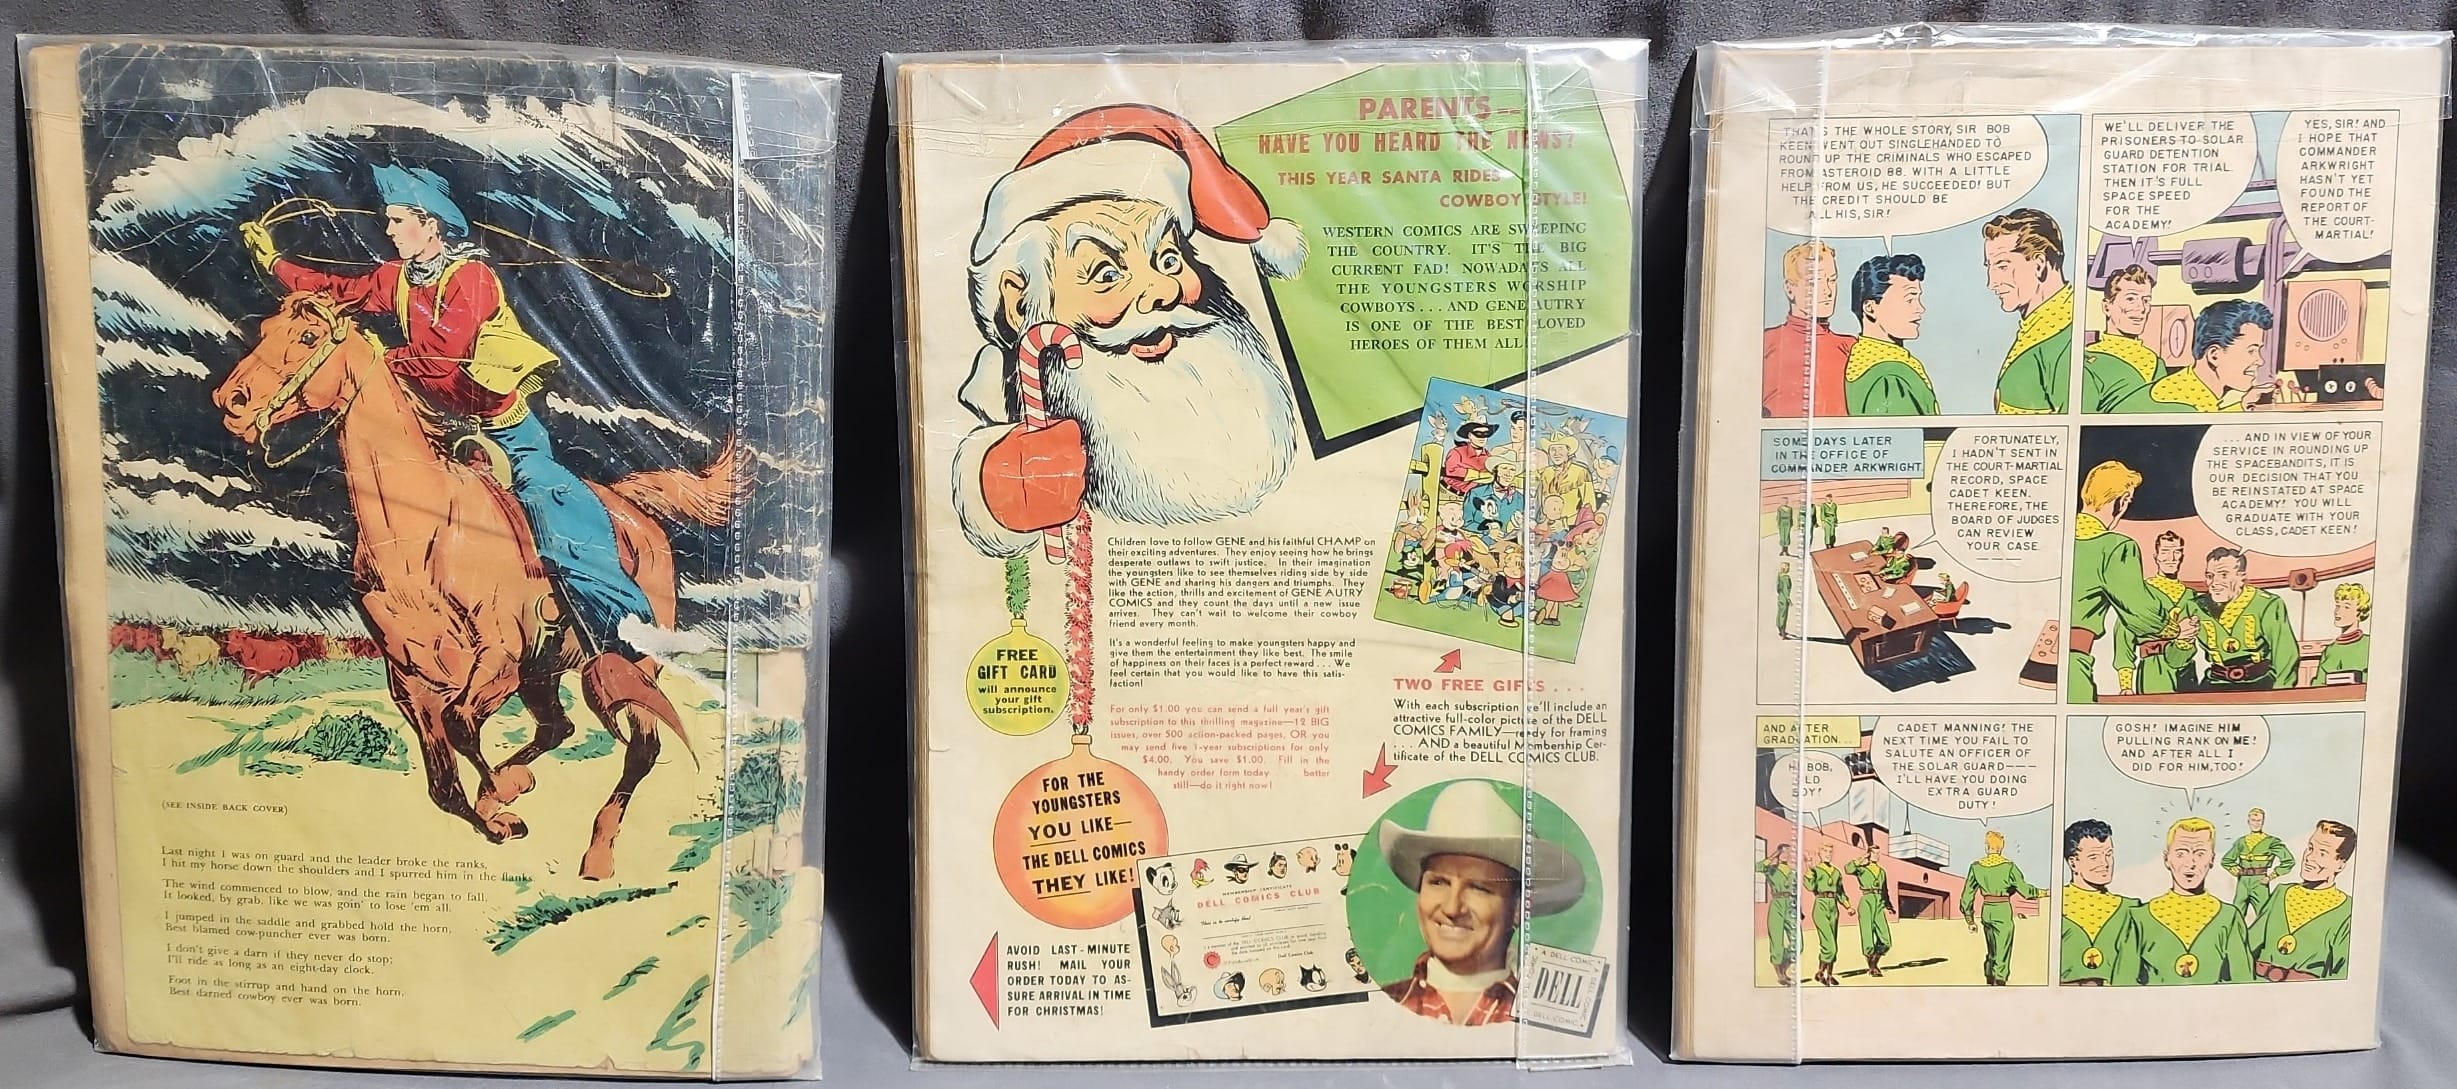 (SEE INSIDE BACK COVER)
Last night I was on guard and the leader broke the ranks,
I hit my horse down the shoulders and I spurred him in the flanks.
The wind commenced to blow, and the rain began to fall,
It looked, by grab, like we was goin' to lose 'em all.
I jumped in the saddle and grabbed hold the horn,
Best blamed cow-puncher ever was born.
I don't give a darn if they never do stop;
I'll ride as long as an eight-day clock.
Foot in the stirrup and hand on the horn,
Best darned cowboy ever was born.
PARENTS--
HAVE YOU HEARD THE NEWS?
THIS YEAR SANTA RIDES
COWBOY STYLE!
WESTERN COMICS ARE SWEEPING
THE COUNTRY. IT'S THE BIG
CURRENT FAD! NOWADAYS ALL
THE YOUNGSTERS WORSHIP
COWBOYS... AND GENE AUTRY
IS ONE OF THE BEST LOVED
HEROES OF THEM ALL!
Children love to follow GENE and his faithful CHAMP on
their exciting adventures. They enjoy seeing how he brings
desperate outlaws to swift justice. In their imagination
the youngsters like to see themselves riding side by side
with GENE and sharing his dangers and triumphs. They
like the action, thrills and excitement of GENE AUTRY
COMICS and they count the days until a new issue
arrives. They can't wait to welcome their cowboy
friend every month.
It's a wonderful feeling to make youngsters happy and
give them the entertainment they like best. The smile
of happiness on their faces is a perfect reward... We
feel certain that you would like to have this satis-
faction!
For only $1.00 you can send a full year's gift
subscription to this thrilling magazine—12 BIG
issues, over 500 action-packed pages, OR you
may send five 1-year subscriptions for only
$4.00. You save $1.00. Fill in the
handy order form today... better
still—do it right now!
FREE
GIFT CARD
will announce
your gift
subscription.
FOR THE
YOUNGSTERS
YOU LIKE—
THE DELL COMICS
THEY LIKE!
TWO FREE GIFTS...
With each subscription we'll include an
attractive full-color picture of the DELL
COMICS FAMILY—ready for framing
... AND a beautiful Membership Cer-
tificate of the DELL COMICS CLUB.
MEMBERSHIP CERTIFICATE
DELL COMICS CLUB
This is to certify that
Dell Comics Club
AVOID LAST-MINUTE
RUSH! MAIL YOUR
ORDER TODAY TO AS-
SURE ARRIVAL IN TIME
FOR CHRISTMAS!
A DELL COMIC
DELL
THAT'S THE WHOLE STORY, SIR BOB
KEEN WENT OUT SINGLEHANDED TO
ROUND UP THE CRIMINALS WHO ESCAPED
FROM ASTEROID 88. WITH A LITTLE
HELP FROM US, HE SUCCEEDED! BUT
THE CREDIT SHOULD BE
ALL HIS, SIR!
WE'LL DELIVER THE
PRISONERS TO SOLAR
GUARD DETENTION
STATION FOR TRIAL.
THEN IT'S FULL
SPACE SPEED
FOR THE
ACADEMY!
YES, SIR! AND
I HOPE THAT
COMMANDER
ARKWRIGHT
HASN'T YET
FOUND THE
REPORT OF
THE COURT-
MARTIAL!
SOME DAYS LATER
IN THE OFFICE OF
COMMANDER ARKWRIGHT.
FORTUNATELY,
I HADN'T SENT IN
THE COURT-MARTIAL
RECORD, SPACE
CADET KEEN.
THEREFORE, THE
BOARD OF JUDGES
CAN REVIEW
YOUR CASE
———
...AND IN VIEW OF YOUR
SERVICE IN ROUNDING UP
THE SPACEBANDITS, IT IS
OUR DECISION THAT YOU
BE REINSTATED AT SPACE
ACADEMY! YOU WILL
GRADUATE WITH YOUR
CLASS, CADET KEEN!
AND AFTER
GRADUATION...
HI BOB,
OLD
BOY!
CADET MANNING! THE
NEXT TIME YOU FAIL TO
SALUTE AN OFFICER OF
THE SOLAR GUARD———
I'LL HAVE YOU DOING
EXTRA GUARD
DUTY!
GOSH! IMAGINE HIM
PULLING RANK ON ME!
AND AFTER ALL I
DID FOR HIM, TOO!